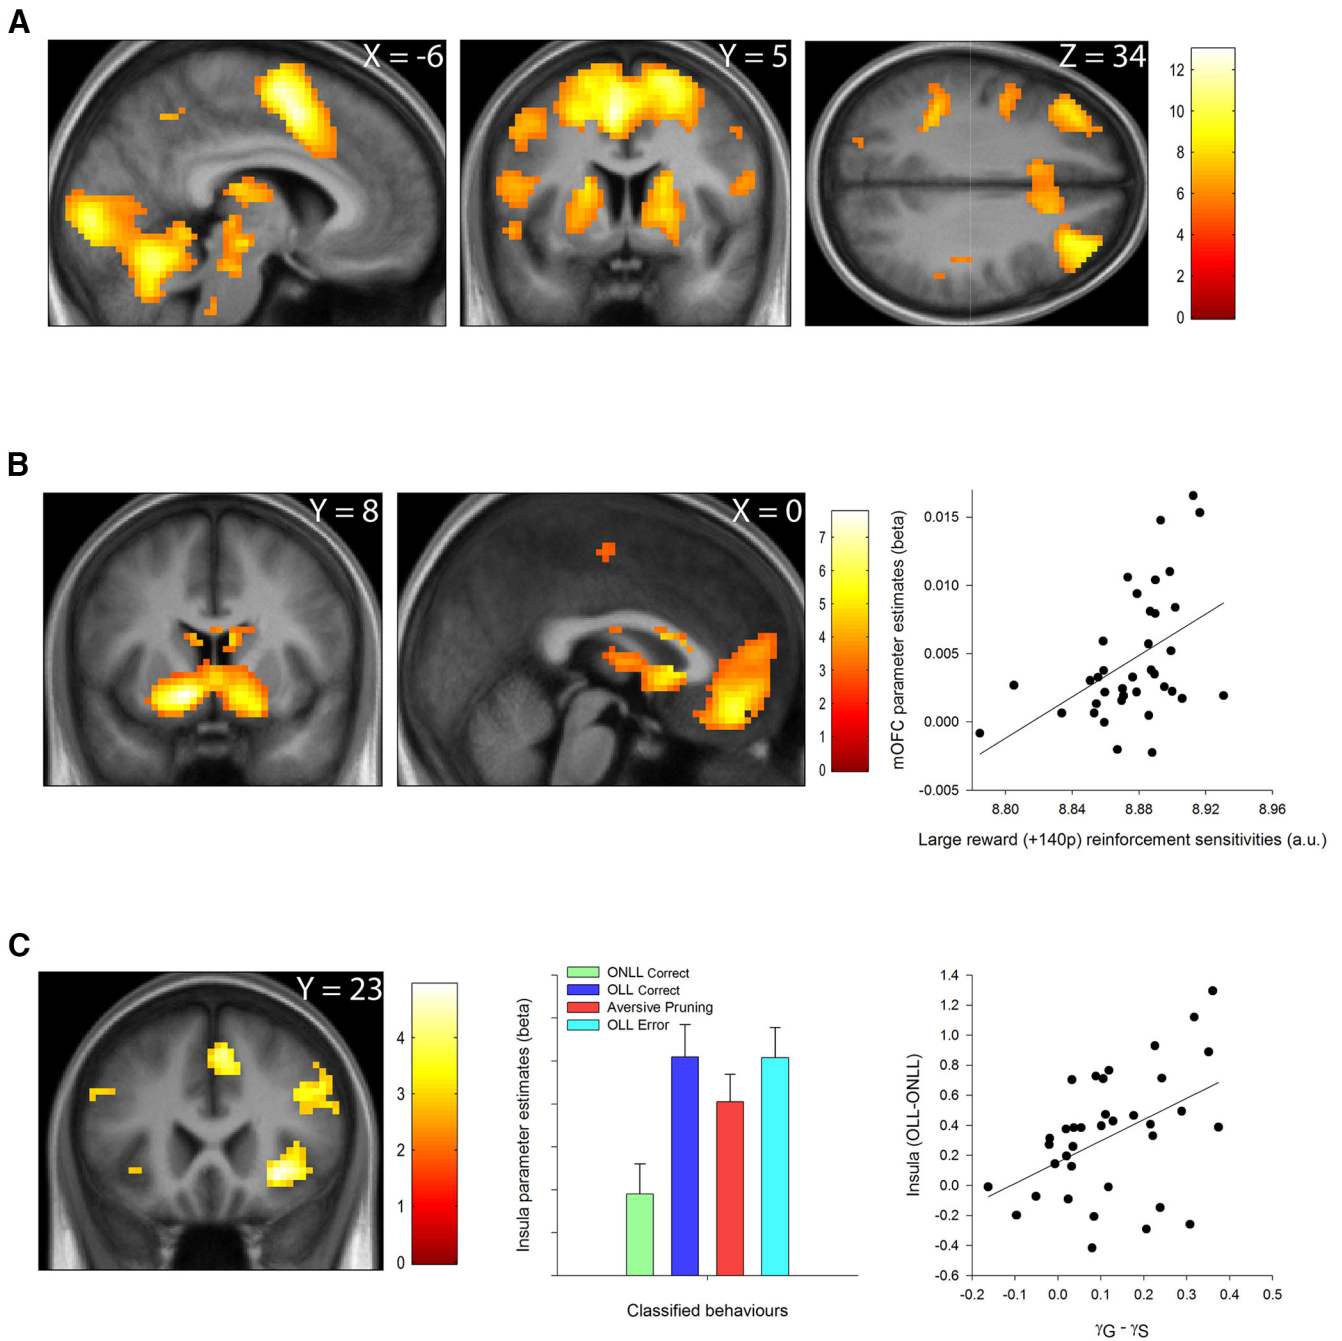 A
X = -6
Y = 5
Z = 34
12
10
8
6
4
2
0
B
Y = 8
X = 0
7
6
5
4
3
2
1
0
mOFC parameter estimates (beta)
0.015
0.010
0.005
0.000
-0.005
8.80 8.84 8.88 8.92 8.96
Large reward (+140p) reinforcement sensitivities (a.u.)
C
Y = 23
4
3
2
1
0
Insula parameter estimates (beta)
ONLL Correct
OLL Correct
Aversive Pruning
OLL Error
Classified behaviours
Insula (OLL-ONLL)
1.4
1.2
1.0
0.8
0.6
0.4
0.2
0.0
-0.2
-0.4
-0.6
-0.2 -0.1 0.0 0.1 0.2 0.3 0.4 0.5
γG - γS